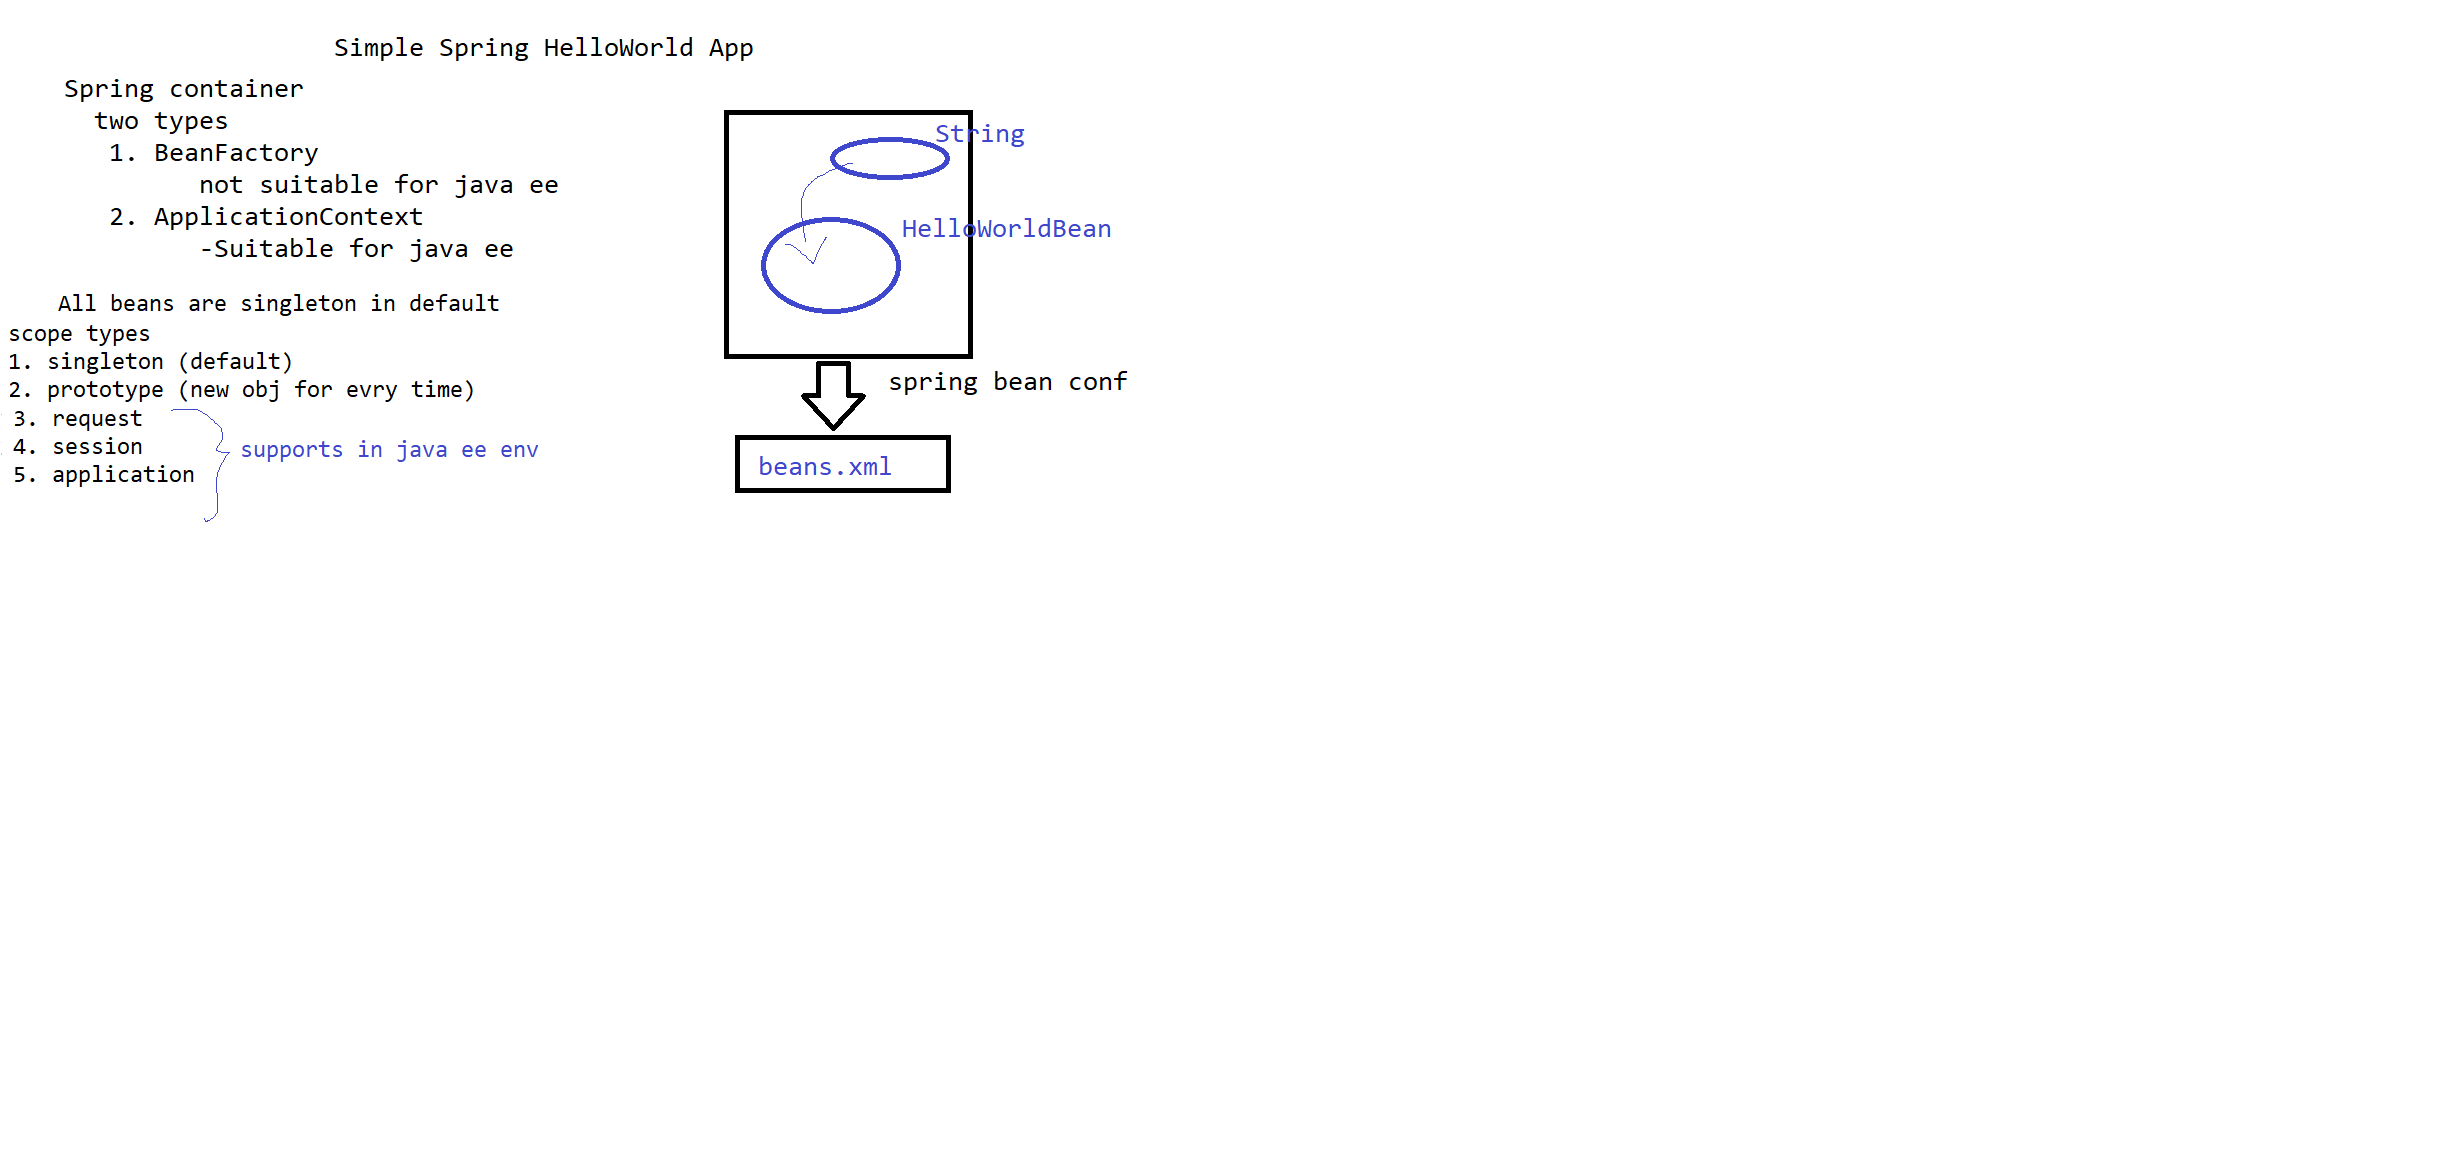 Simple Spring HelloWorld App
Spring container
two types
1. BeanFactory
not suitable for java ee
2. ApplicationContext
-Suitable for java ee
All beans are singleton in default
scope types
1. singleton (default)
2. prototype (new obj for evry time)
3. request
4. session
5. application
supports in java ee env
String
HelloWorldBean
spring bean conf
beans.xml